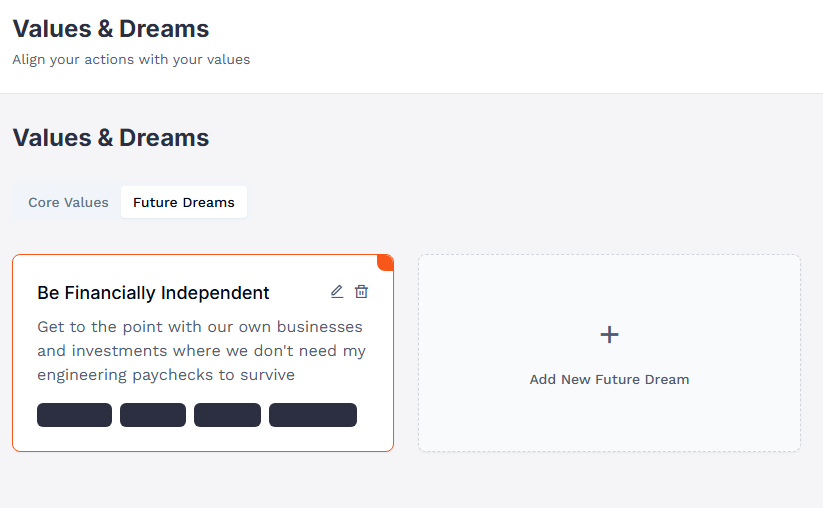 Values & Dreams
Align your actions with your values
Values & Dreams
Core Values
Future Dreams
Be Financially Independent
Get to the point with our own businesses
and investments where we don't need my
engineering paychecks to survive
Add New Future Dream